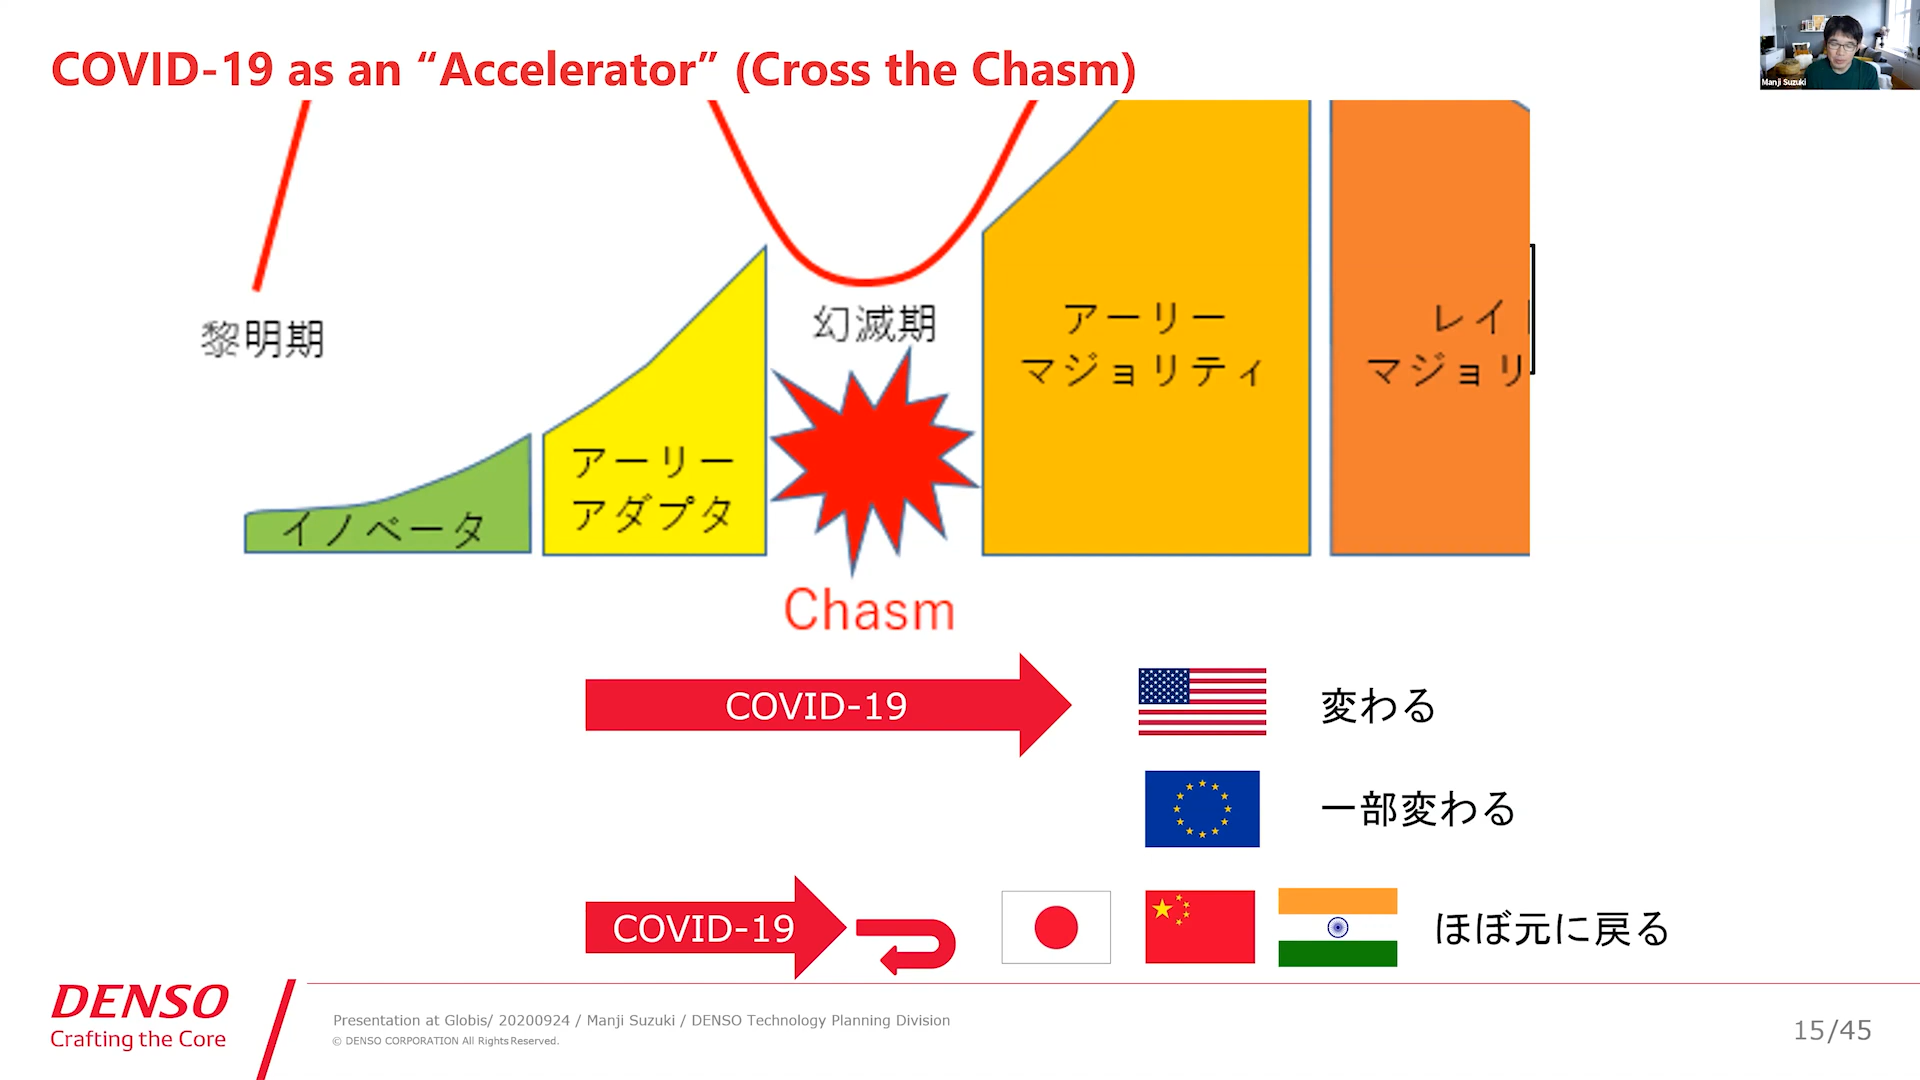 COVID-19 as an “Accelerator” (Cross the Chasm)
Manji Suzuki
黎明期
幻滅期
イノベータ
アーリー
アダプタ
アーリー
マジョリティ
レイ
マジョリ
Chasm
COVID-19
変わる
一部変わる
COVID-19
ほぼ元に戻る
DENSO
Crafting the Core
Presentation at Globis/ 20200924 / Manji Suzuki / DENSO Technology Planning Division
© DENSO CORPORATION All Rights Reserved.
15/45